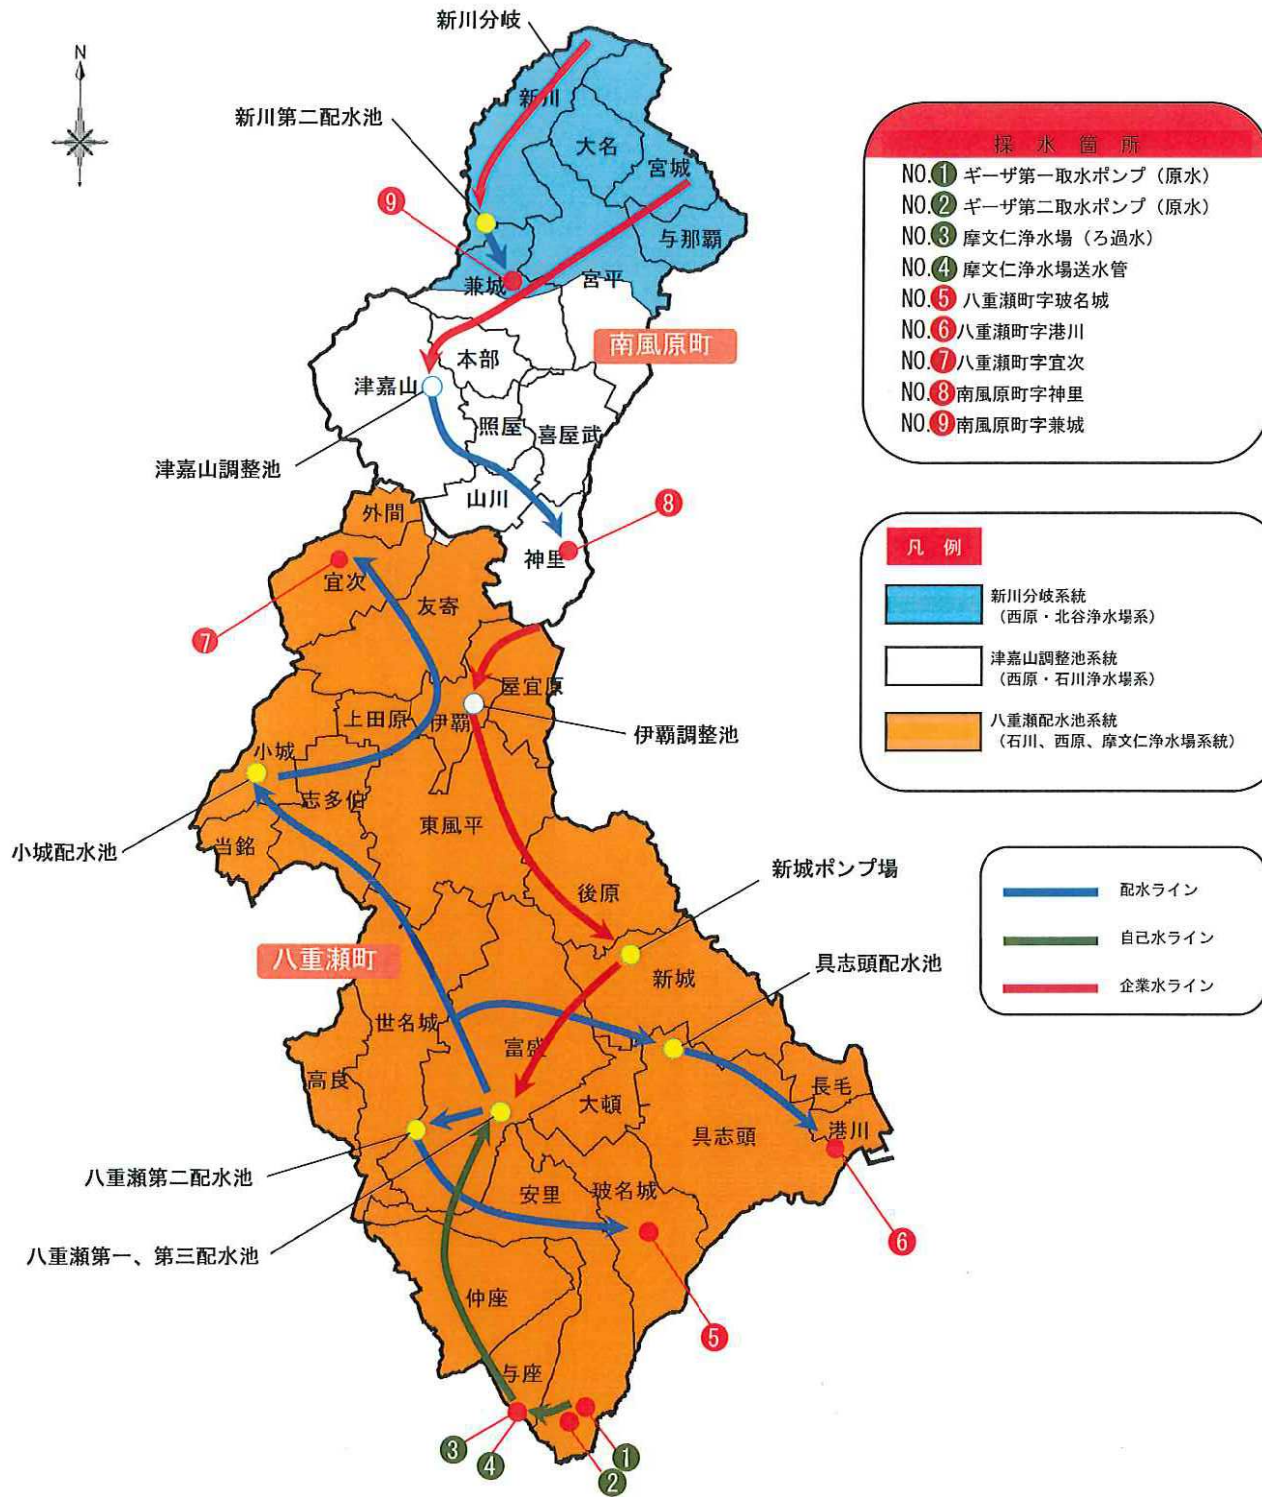 新川分岐
N
新川
新川第二配水池
大名
宮城
⑨
与那覇
兼城
宮平
南風原町
本部
津嘉山
照屋
喜屋武
津嘉山調整池
山川
⑧
外間
神里
宜次
友寄
⑦
屋宜原
上田原
伊覇
伊覇調整池
小城
志多伯
東風平
当銘
小城配水池
後原
新城ポンプ場
八重瀬町
新城
具志頭配水池
世名城
富盛
高良
長毛
大頓
具志頭
港川
八重瀬第二配水池
安里
玻名城
⑥
八重瀬第一、第三配水池
仲座
⑤
与座
③
④
①
②
採水箇所
NO.① ギーザ第一取水ポンプ（原水）
NO.② ギーザ第二取水ポンプ（原水）
NO.③ 摩文仁浄水場（ろ過水）
NO.④ 摩文仁浄水場送水管
NO.⑤ 八重瀬町字玻名城
NO.⑥ 八重瀬町字港川
NO.⑦ 八重瀬町字宜次
NO.⑧ 南風原町字神里
NO.⑨ 南風原町字兼城
凡例
新川分岐系統
（西原・北谷浄水場系）
津嘉山調整池系統
（西原・石川浄水場系）
八重瀬配水池系統
（石川、西原、摩文仁浄水場系統）
配水ライン
自己水ライン
企業水ライン